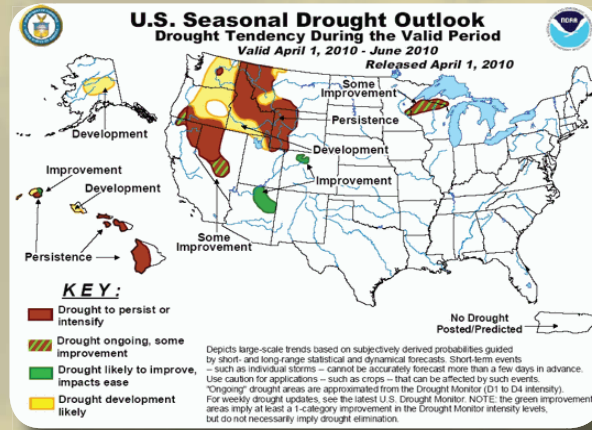 U.S. Seasonal Drought Outlook
Drought Tendency During the Valid Period
Valid April 1, 2010 - June 2010
Released April 1, 2010
NOAA
Some
Improvement
Persistence
Development
Development
Improvement
Improvement
Development
Some
Improvement
Persistence
KEY:
Drought to persist or
intensify
Drought ongoing, some
improvement
Drought likely to improve,
impacts ease
Drought development
likely
No Drought
Posted/Predicted
Depicts large-scale trends based on subjectively derived probabilities guided
by short- and long-range statistical and dynamical forecasts. Short-term events
-- such as individual storms -- cannot be accurately forecast more than a few days in advance.
Use caution for applications -- such as crops -- that can be affected by such events.
"Ongoing" drought areas are approximated from the Drought Monitor (D1 to D4 intensity).
For weekly drought updates, see the latest U.S. Drought Monitor. NOTE: the green improvement
areas imply at least a 1-category improvement in the Drought Monitor intensity levels,
but do not necessarily imply drought elimination.